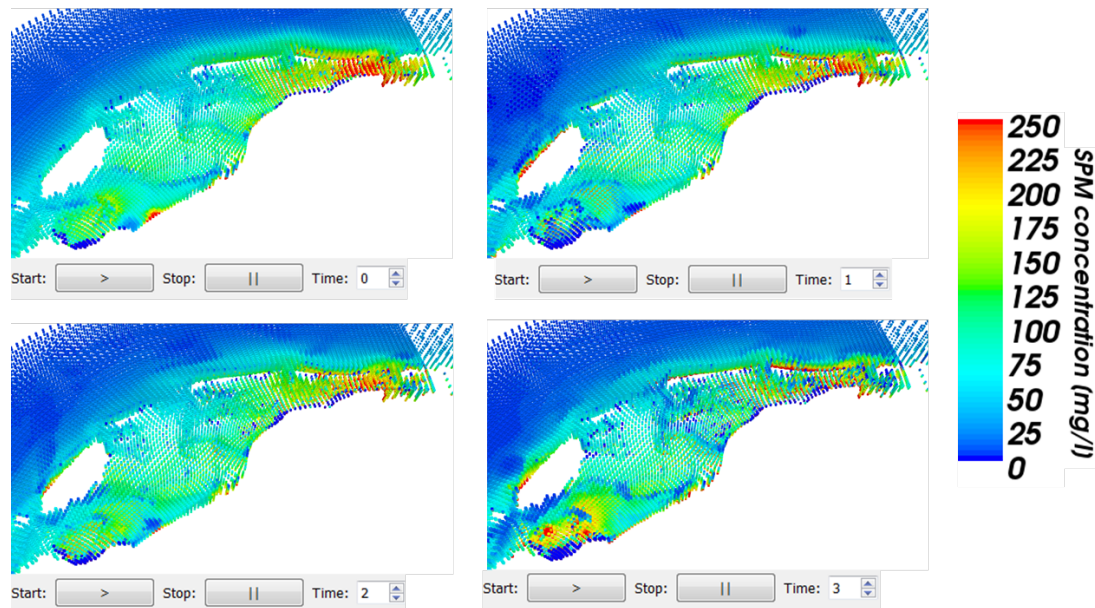 Start: > Stop: || Time: 0
Start: > Stop: || Time: 1
250
225
200
175
150
125
100
75
50
25
0
SPM concentration (mg/l)
Start: > Stop: || Time: 2
Start: > Stop: || Time: 3